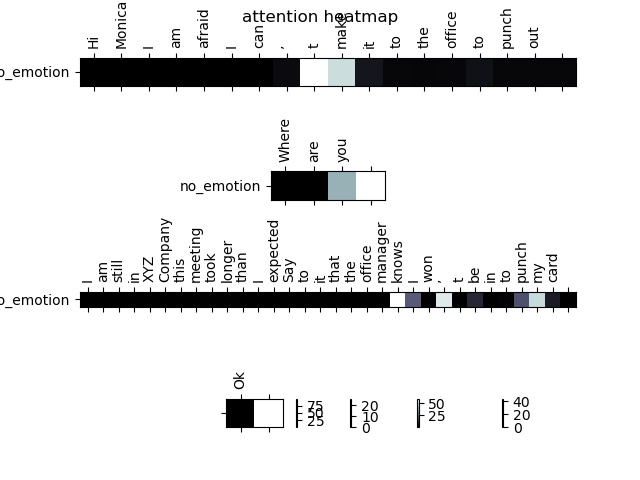 attention heatmap
Hi Monica I am afraid I can ’ t make it to the office to punch out
o_emotion
Where are you
no_emotion
I am still in XYZ Company this meeting took longer than I expected Say to it that the office manager knows I won ’ t be in to punch my card
o_emotion
Ok
75 50 25
20 10 0
50 25
40 20 0